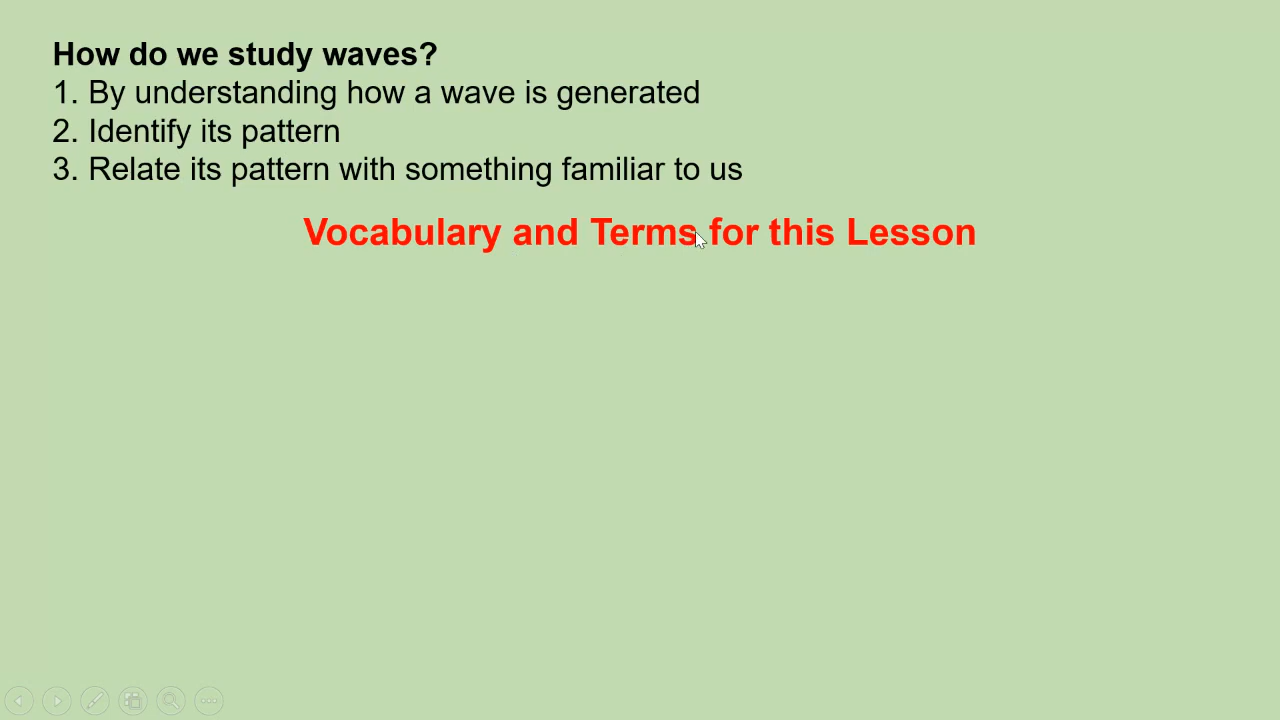 How do we study waves?
1. By understanding how a wave is generated
2. Identify its pattern
3. Relate its pattern with something familiar to us
Vocabulary and Terms for this Lesson